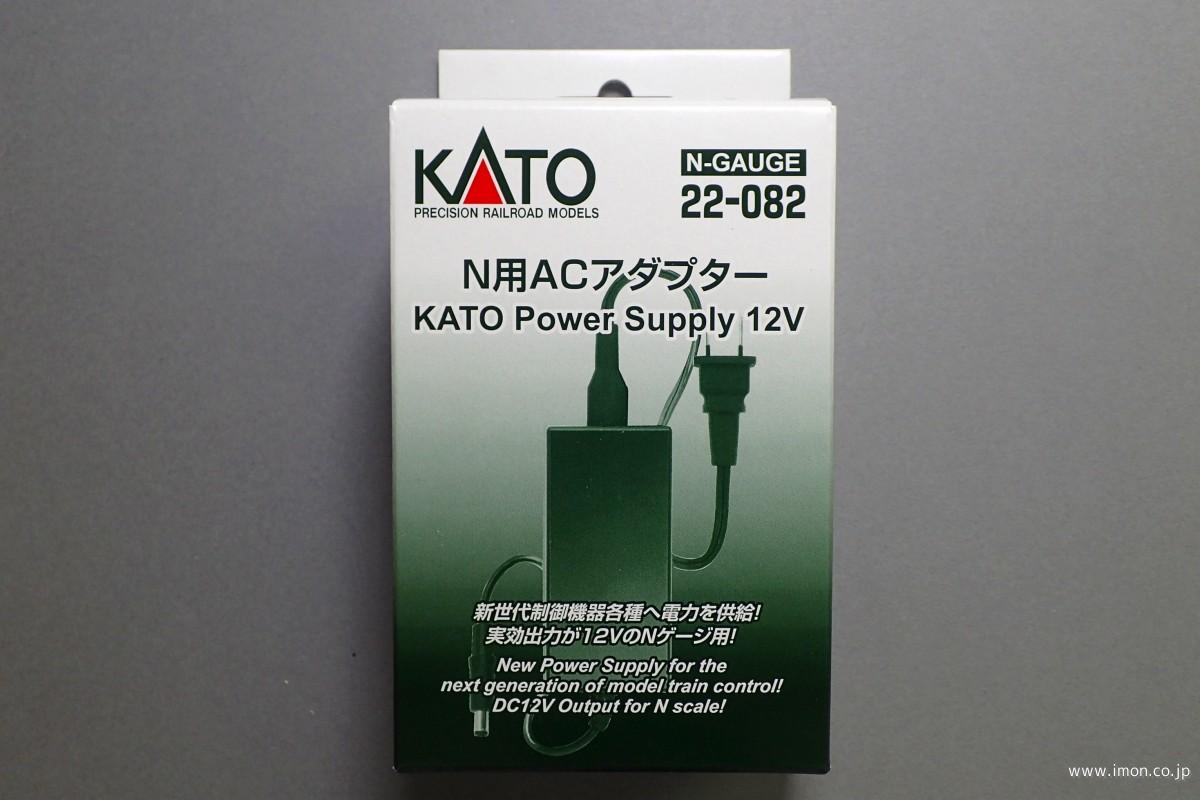 KATO
PRECISION RAILROAD MODELS
N-GAUGE
22-082
N用ACアダプター
KATO Power Supply 12V
新世代制御機器各種へ電力を供給!
実効出力が12VのNゲージ用!
New Power Supply for the
next generation of model train control!
DC12V Output for N scale!
www.imon.co.jp